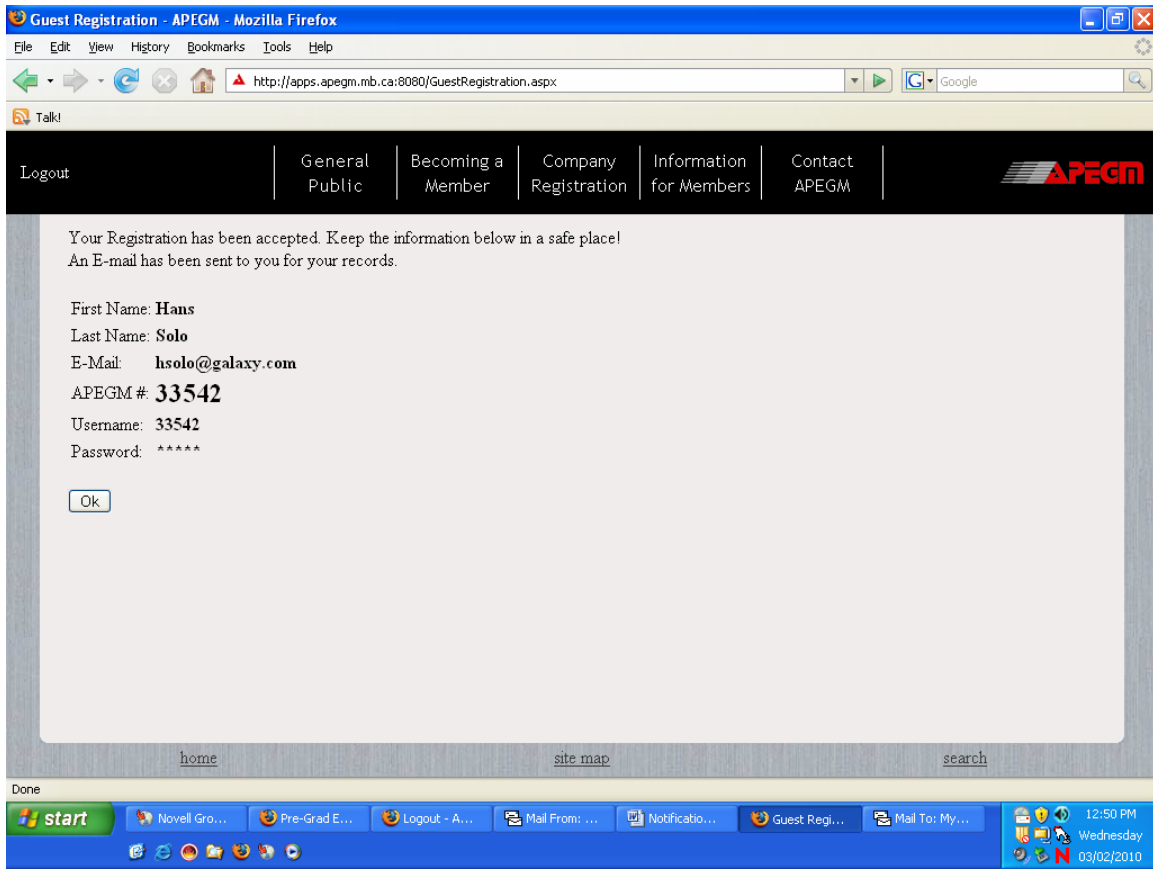 Guest Registration - APEGM - Mozilla Firefox
File Edit View History Bookmarks Tools Help
http://apps.apegm.mb.ca:8080/GuestRegistration.aspx
G Google
Talk!
Logout
General Public
Becoming a Member
Company Registration
Information for Members
Contact APEGM
APEGM
Your Registration has been accepted. Keep the information below in a safe place!
An E-mail has been sent to you for your records.
First Name: Hans
Last Name: Solo
E-Mail: hsolo@galaxy.com
APEGM #: 33542
Username: 33542
Password: *****
Ok
home site map search
Done
start Novell Gro... Pre-Grad E... Logout - A... Mail From: ... Notificatio... Guest Regi... Mail To: My... 12:50 PM
Wednesday
N 03/02/2010